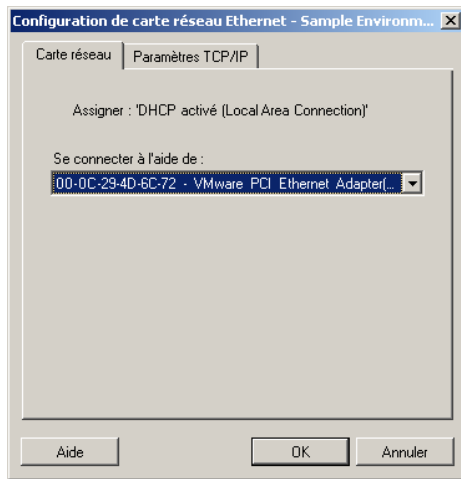 Configuration de carte réseau Ethernet - Sample Environm...
Carte réseau
Paramètres TCP/IP
Assigner : 'DHCP activé (Local Area Connection)'
Se connecter à l'aide de :
00-0C-29-4D-6C-72 - VMware PCI Ethernet Adapter(...
Aide
OK
Annuler